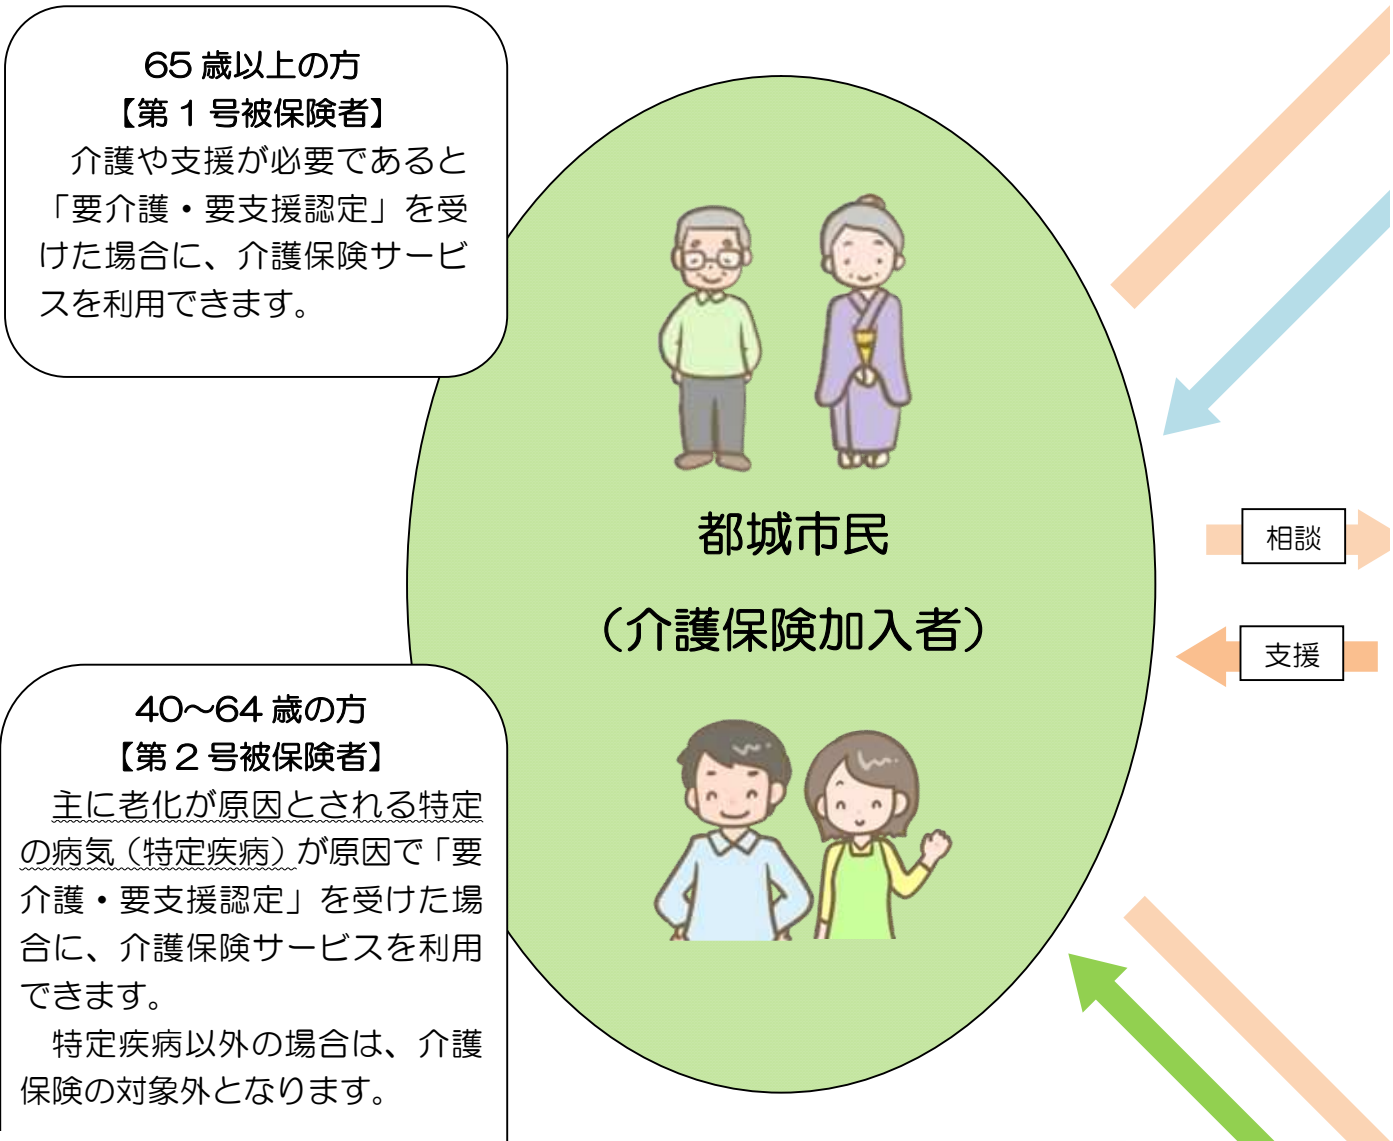 65歳以上の方
【第1号被保険者】
介護や支援が必要であると
「要介護・要支援認定」を受
けた場合に、介護保険サービ
スを利用できます。
都城市民
（介護保険加入者）
相談
支援
40～64歳の方
【第2号被保険者】
主に老化が原因とされる特定
の病気（特定疾病）が原因で「要
介護・要支援認定」を受けた場
合に、介護保険サービスを利用
できます。
特定疾病以外の場合は、介護
保険の対象外となります。